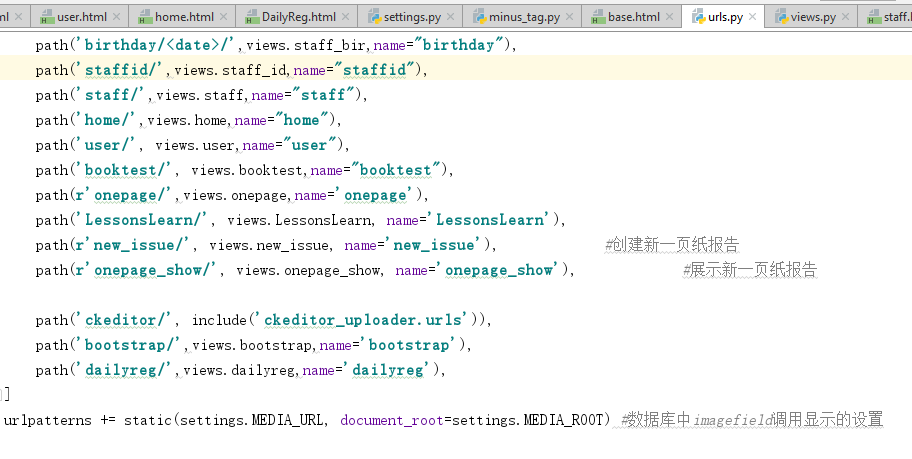 ml user.html home.html DailyReg.html settings.py minus_tag.py base.html urls.py views.py staff.
path('birthday/<date>/',views.staff_bir,name="birthday"),
path('staffid/',views.staff_id,name="staffid"),
path('staff/',views.staff,name="staff"),
path('home/',views.home,name="home"),
path('user/', views.user,name="user"),
path('booktest/', views.booktest,name="booktest"),
path(r'onepage/',views.onepage,name='onepage'),
path('LessonsLearn/', views.LessonsLearn, name='LessonsLearn'),
path(r'new_issue/', views.new_issue, name='new_issue'), #创建新一页纸报告
path(r'onepage_show/', views.onepage_show, name='onepage_show'), #展示新一页纸报告
path('ckeditor/', include('ckeditor_uploader.urls')),
path('bootstrap/',views.bootstrap,name='bootstrap'),
path('dailyreg/',views.dailyreg,name='dailyreg'),
]
urlpatterns += static(settings.MEDIA_URL, document_root=settings.MEDIA_ROOT) #数据库中imagefield调用显示的设置